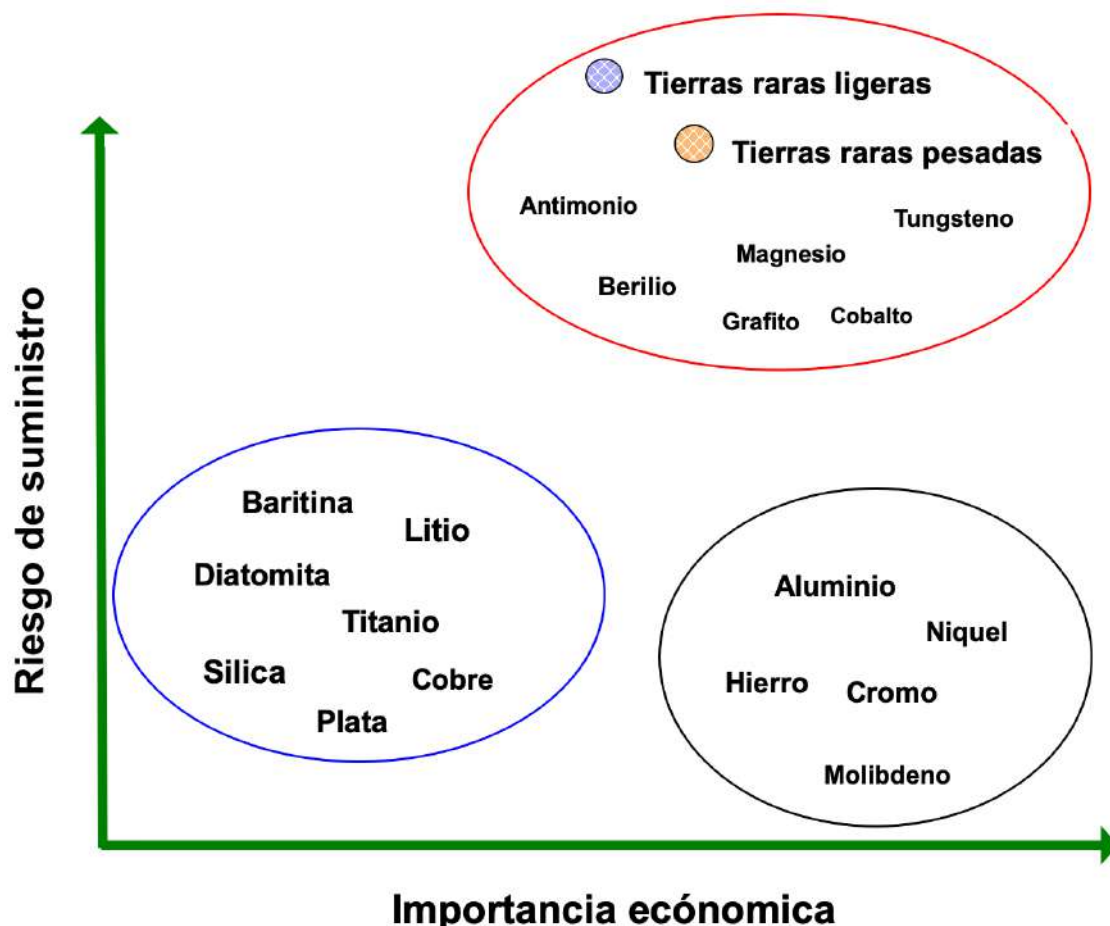 Tierras raras ligeras
Tierras raras pesadas
Antimonio
Tungsteno
Magnesio
Berilio
Grafito
Cobalto
Riesgo de suministro
Baritina
Litio
Diatomita
Titanio
Silica
Cobre
Plata
Aluminio
Niquel
Hierro
Cromo
Molibdeno
Importancia ecónomica